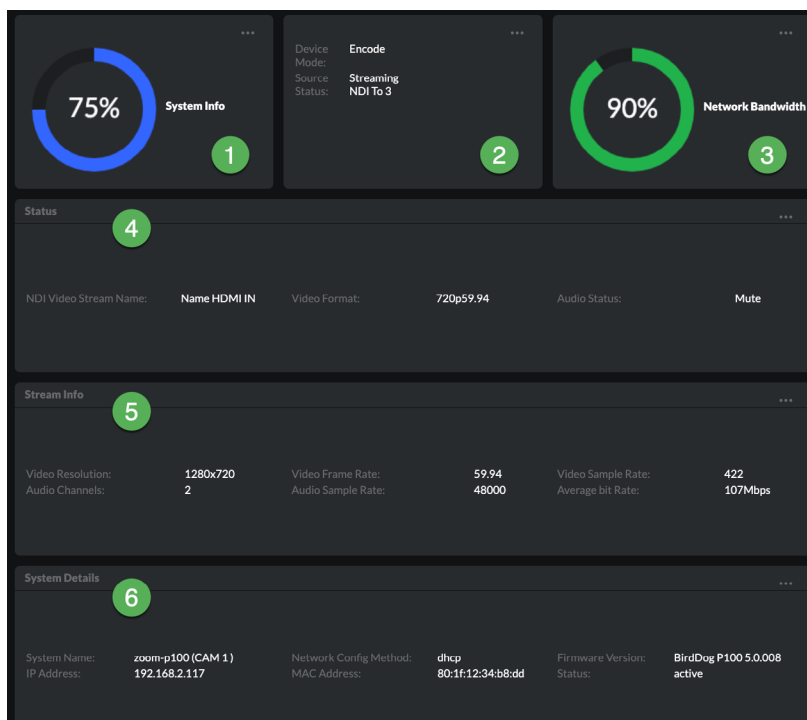 75%
System Info
1
Device Mode: Encode
Source Status: Streaming NDI To 3
2
90%
Network Bandwidth
3
Status
4
NDI Video Stream Name: Name HDMI IN Video Format: 720p59.94 Audio Status: Mute
Stream Info
5
Video Resolution: 1280x720 Video Frame Rate: 59.94 Video Sample Rate: 422
Audio Channels: 2 Audio Sample Rate: 48000 Average bit Rate: 107Mbps
System Details
6
System Name: zoom-p100 (CAM 1 ) Network Config Method: dhcp Firmware Version: BirdDog P100 5.0.008
IP Address: 192.168.2.117 MAC Address: 80:1f:12:34:b8:dd Status: active